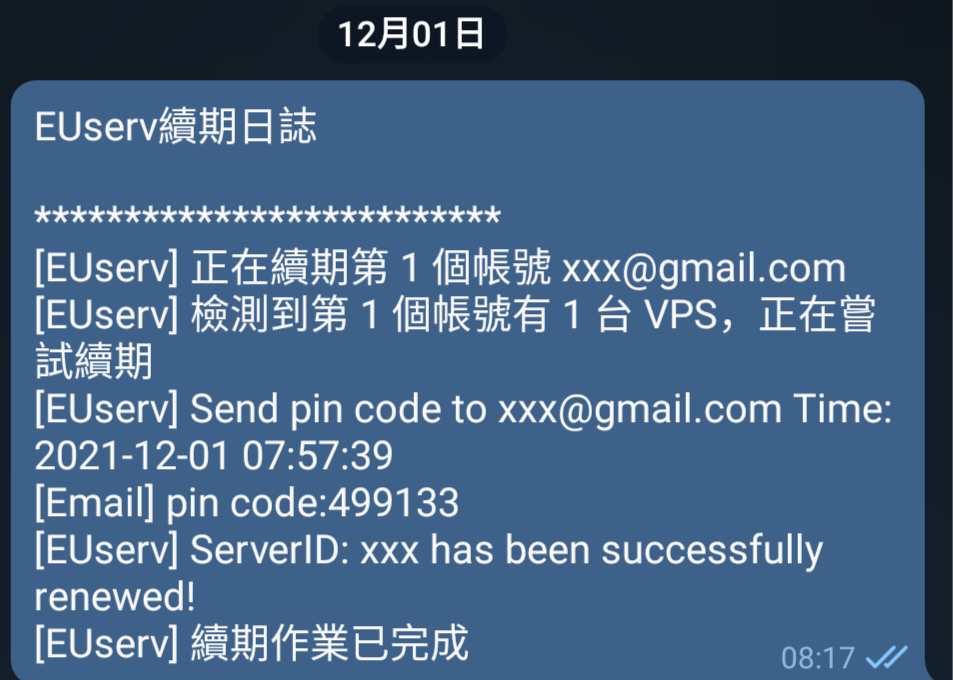 12月01日
EUserv續期日誌
**************************
[EUserv] 正在續期第 1 個帳號 xxx@gmail.com
[EUserv] 檢測到第 1 個帳號有 1 台 VPS，正在嘗
試續期
[EUserv] Send pin code to xxx@gmail.com Time:
2021-12-01 07:57:39
[Email] pin code:499133
[EUserv] ServerID: xxx has been successfully
renewed!
[EUserv] 續期作業已完成
08:17